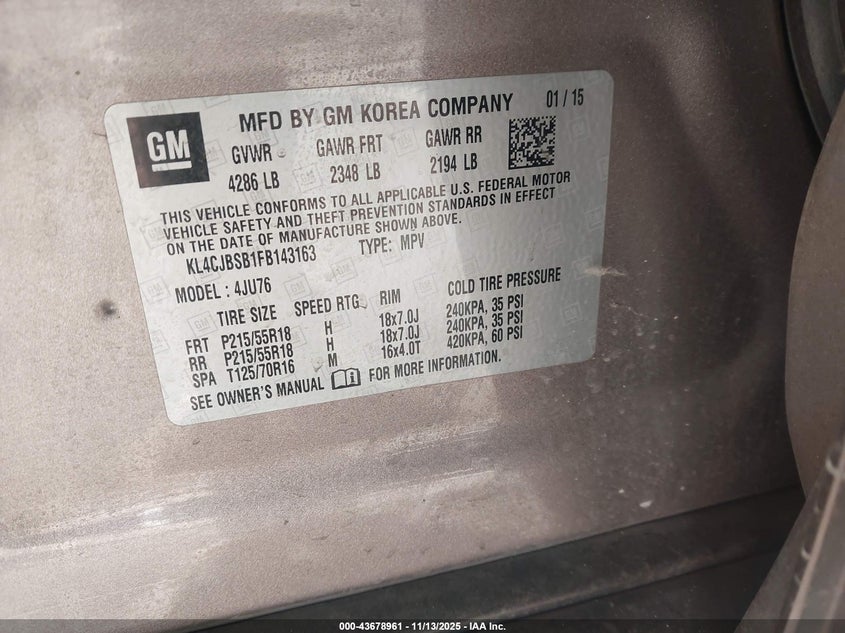 GM
MFD BY GM KOREA COMPANY 01 / 15
GVWR GAWR FRT GAWR RR
4286 LB 2348 LB 2194 LB
THIS VEHICLE CONFORMS TO ALL APPLICABLE U.S. FEDERAL MOTOR
VEHICLE SAFETY AND THEFT PREVENTION STANDARDS IN EFFECT
ON THE DATE OF MANUFACTURE SHOWN ABOVE.
KL4CJBSB1FB143163 TYPE: MPV
MODEL : 4JU76
TIRE SIZE SPEED RTG RIM COLD TIRE PRESSURE
FRT P215/55R18 H 18x7.0J 240KPA, 35 PSI
RR P215/55R18 H 18x7.0J 240KPA, 35 PSI
SPA T125/70R16 M 16x4.0T 420KPA, 60 PSI
SEE OWNER'S MANUAL FOR MORE INFORMATION.
000-43678961 - 11/13/2025 - IAA Inc.